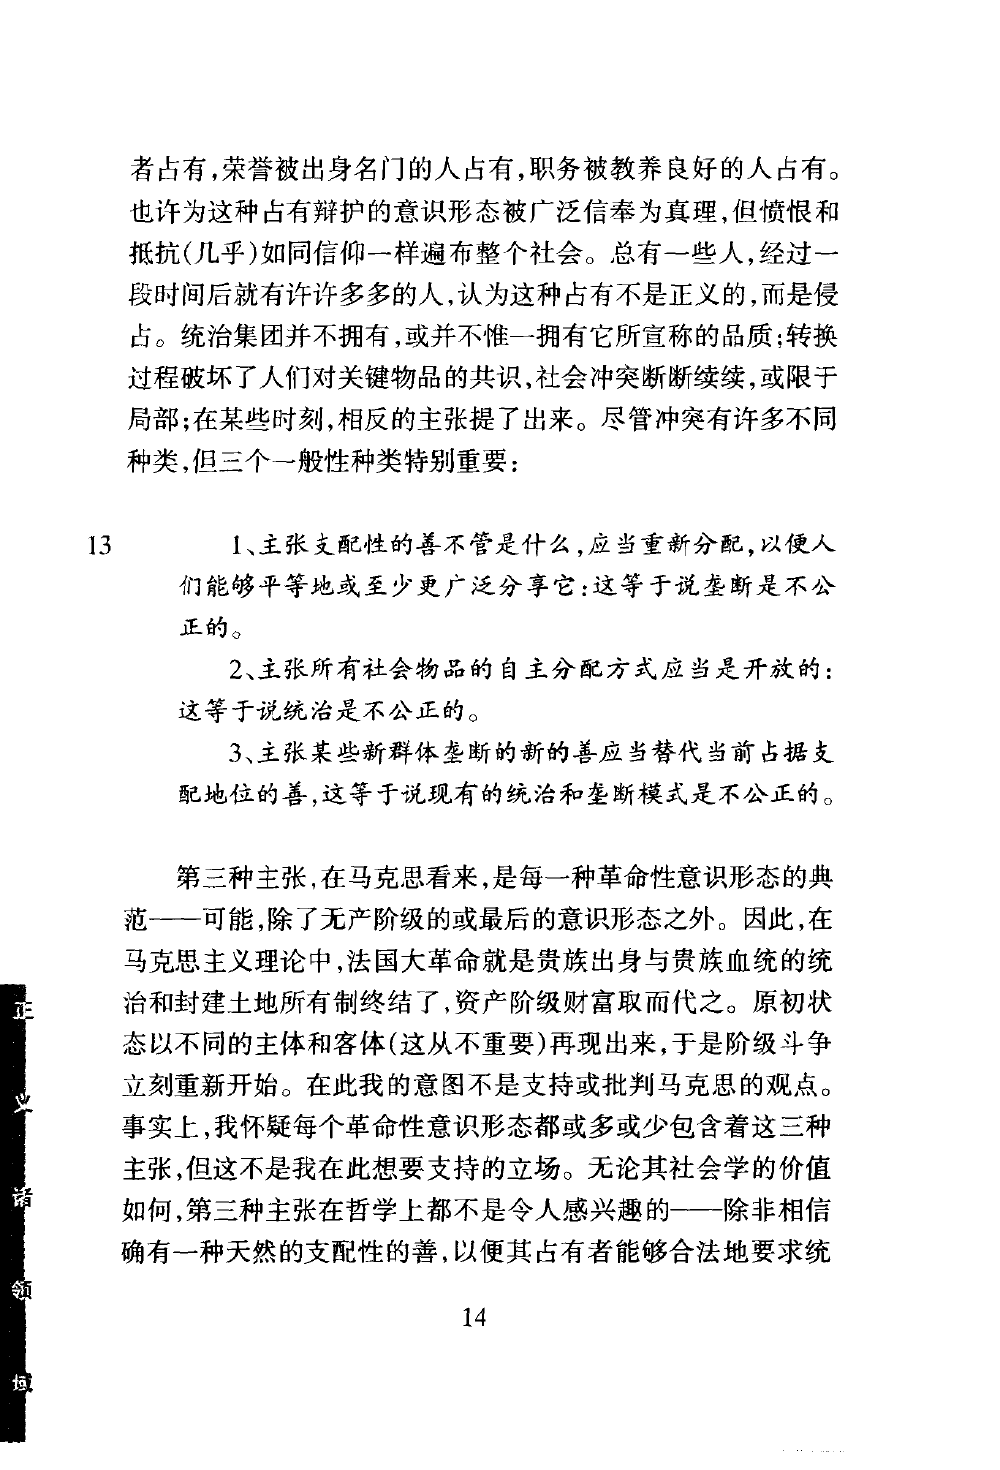 者占有,荣誉被出身名门的人占有,职务被教养良好的人占有。
也许为这种占有辩护的意识形态被广泛信奉为真理,但愤恨和
抵抗(几乎)如同信仰一样遍布整个社会。总有一些人,经过一
段时间后就有许许多多的人,认为这种占有不是正义的,而是侵
占。统治集团并不拥有,或并不惟一拥有它所宣称的品质;转换
过程破坏了人们对关键物品的共识,社会冲突断断续续,或限于
局部;在某些时刻,相反的主张提了出来。尽管冲突有许多不同
种类,但三个一般性种类特别重要:
13
1、主张支配性的善不管是什么,应当重新分配,以便人
们能够平等地或至少更广泛分享它:这等于说垄断是不公
正的。
2、主张所有社会物品的自主分配方式应当是开放的:
这等于说统治是不公正的。
3、主张某些新群体垄断的新的善应当替代当前占据支
配地位的善,这等于说现有的统治和垄断模式是不公正的。
第三种主张,在马克思看来,是每一种革命性意识形态的典
范——可能,除了无产阶级的或最后的意识形态之外。因此,在
马克思主义理论中,法国大革命就是贵族出身与贵族血统的统
治和封建土地所有制终结了,资产阶级财富取而代之。原初状
态以不同的主体和客体(这从不重要)再现出来,于是阶级斗争
立刻重新开始。在此我的意图不是支持或批判马克思的观点。
事实上,我怀疑每个革命性意识形态都或多或少包含着这三种
主张,但这不是我在此想要支持的立场。无论其社会学的价值
如何,第三种主张在哲学上都不是令人感兴趣的——除非相信
确有一种天然的支配性的善,以便其占有者能够合法地要求统
14
正义诸领域